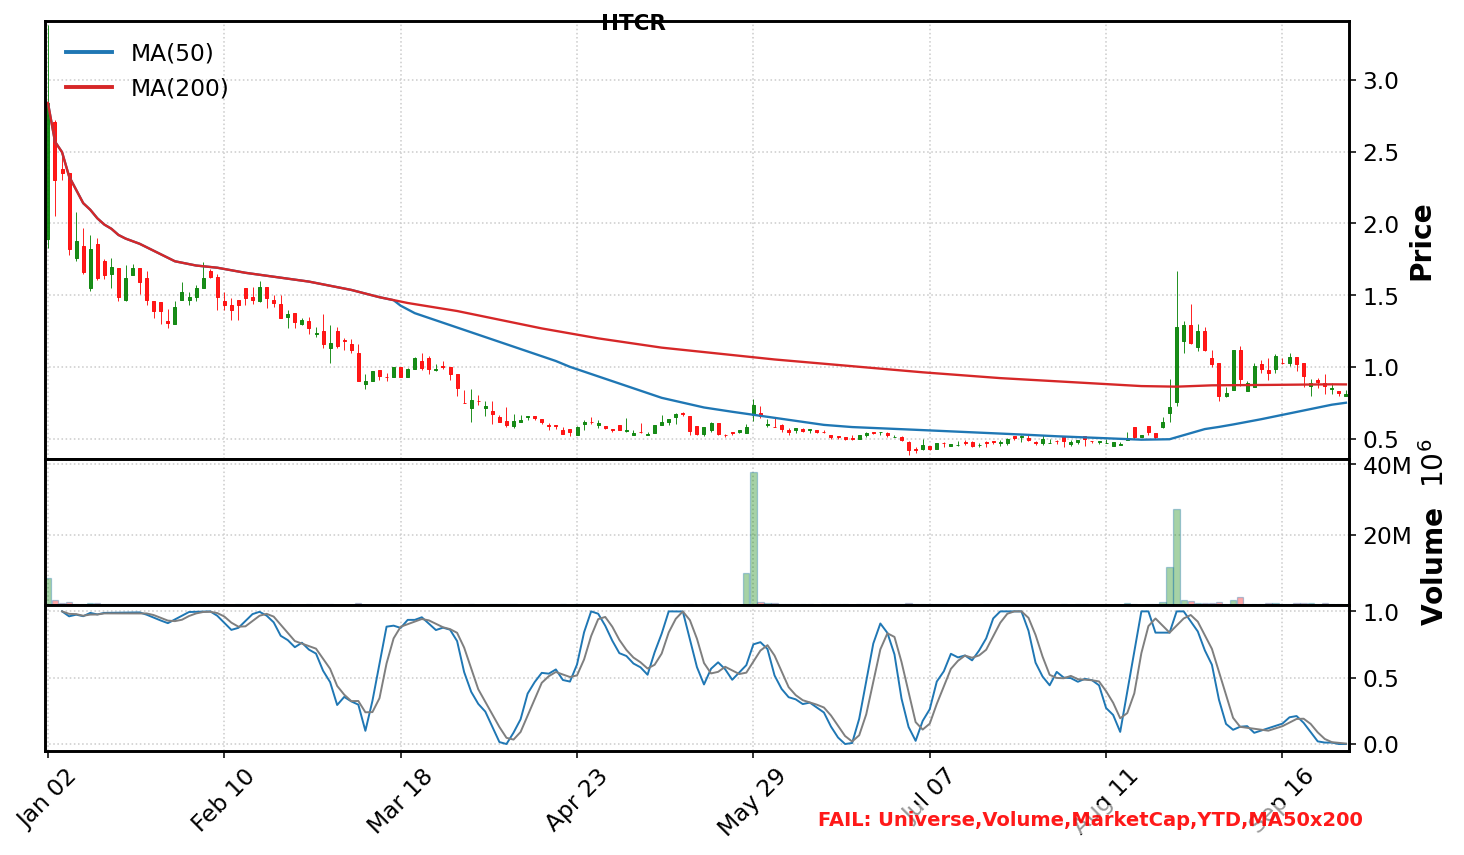 HTCR
MA(50)
MA(200)
3.0
2.5
2.0
1.5
1.0
0.5
Price
40M
20M
Volume 10^6
1.0
0.5
0.0
Jan 02
Feb 10
Mar 18
Apr 23
May 29
Jul 07
Aug 11
Sep 16
FAIL: Universe,Volume,MarketCap,YTD,MA50x200